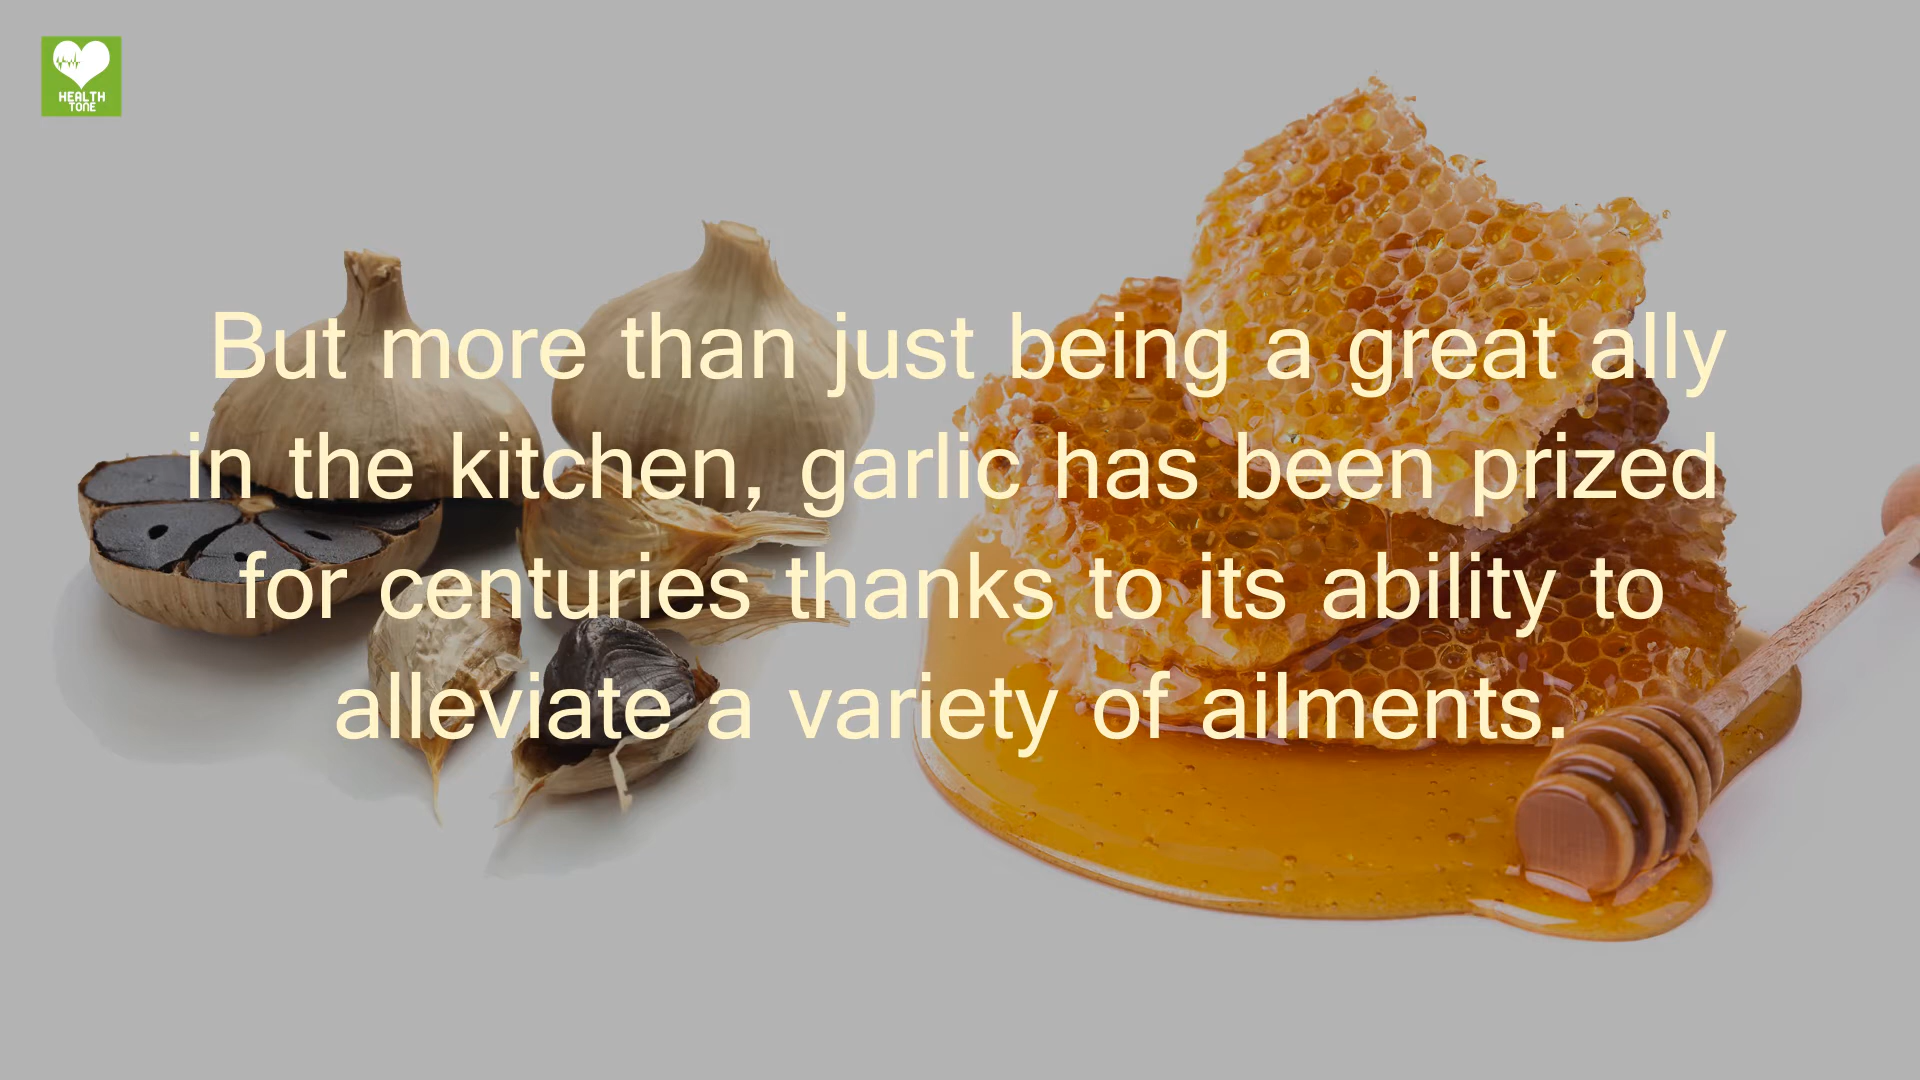 HEALTH
TONE
But more than just being a great ally
in the kitchen, garlic has been prized
for centuries thanks to its ability to
alleviate a variety of ailments.